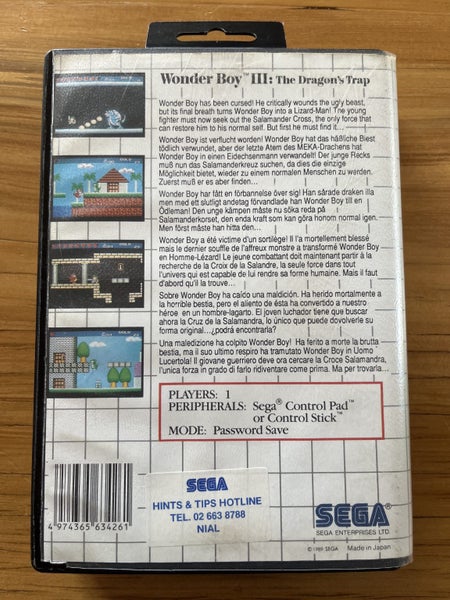 Wonder Boy™ III: The Dragon's Trap
Wonder Boy has been cursed! He critically wounds the ugly beast,
but its final breath turns Wonder Boy into a Lizard-Man! The young
fighter must now seek out the Salamander Cross, the only force that
can restore him to his normal self. But first he must find it...
Wonder Boy ist verflucht worden! Wonder Boy hat das häßliche Biest
tödlich verwundet, aber der letzte Atem des MEKA-Drachens hat
Wonder Boy in einen Eidechsenmann verwandelt! Der junge Recks
muß nun das Salamanderkreuz suchen, da dies die einzige
Möglichkeit bietet, wieder zu einem normalen Menschen zu werden.
Zuerst muß er es aber finden...
Wonder Boy har fått en förbannelse över sig! Han sårade draken illa
men med ett slutligt andetag förvandlade han Wonder Boy till en
Ödleman! Den unge kämpen måste nu söka reda på
Salamanderkorset, den enda kraft som kan göra honom normal igen.
Men först måste han hitta den...
Wonder Boy a été victime d'un sortilège! Il l'a mortellement blessé
mais le dernier souffle de l'affreux monstre a transformé Wonder Boy
en Homme-Lézard! Le jeune combattant doit maintenant partir à la
recherche de la Croix de la Salandre, la seule force dans tout
l'univers qui est capable de lui rendre sa forme humaine. Mais il faut
d'abord qu'il la trouve...
Sobre Wonder Boy ha caído una maldición. Ha herido mortalmente a
la horrible bestia, pero el aliento de ésta ha convertido a nuestro
héroe en un hombre-lagarto. El joven luchador tiene que buscar
ahora la Cruz de la Salamandra, lo único que puede devolverle su
forma original...¿podrá encontrarla?
Una maledizione ha colpito Wonder Boy! Ha ferito a morte la brutta
bestia, ma il suo ultimo respiro ha tramutato Wonder Boy in Uomo
Lucertola! Il giovane guerriero deve ora cercare la Croce Salamandra,
l'unica forza in grado di farlo ridiventare come prima. Ma per trovarla...
PLAYERS: 1
PERIPHERALS: Sega® Control Pad™
or Control Stick™
MODE: Password Save
4 974365 634261
SEGA
HINTS & TIPS HOTLINE
TEL. 02 663 8788
NIAL
SEGA
SEGA ENTERPRISES LTD.
© 1989 SEGA Made in Japan